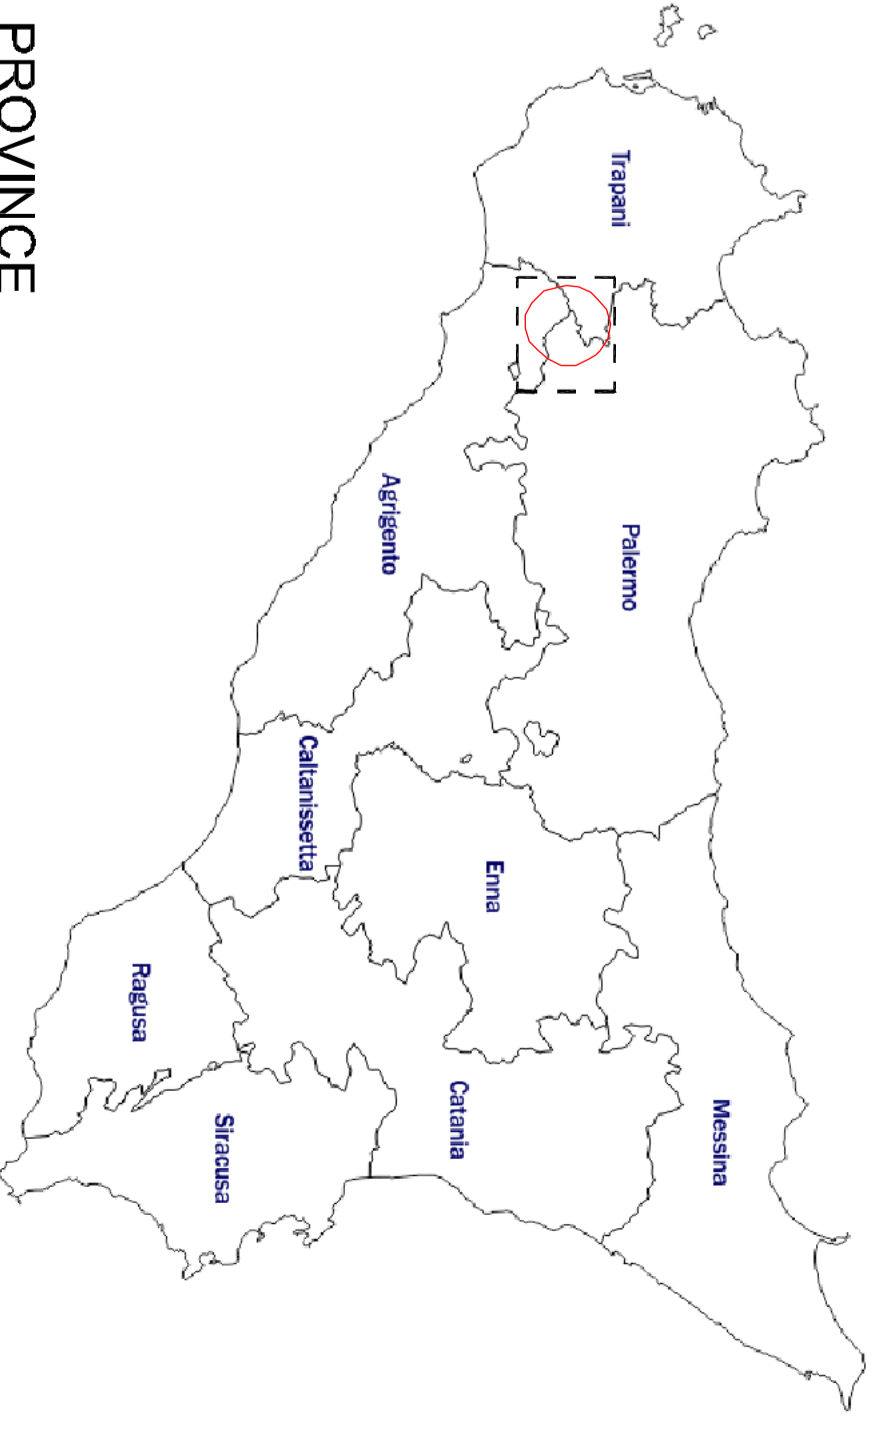 PROVINCE
Trapani
Palermo
Messina
Agrigento
Enna
Caltanissetta
Catania
Ragusa
Siracusa